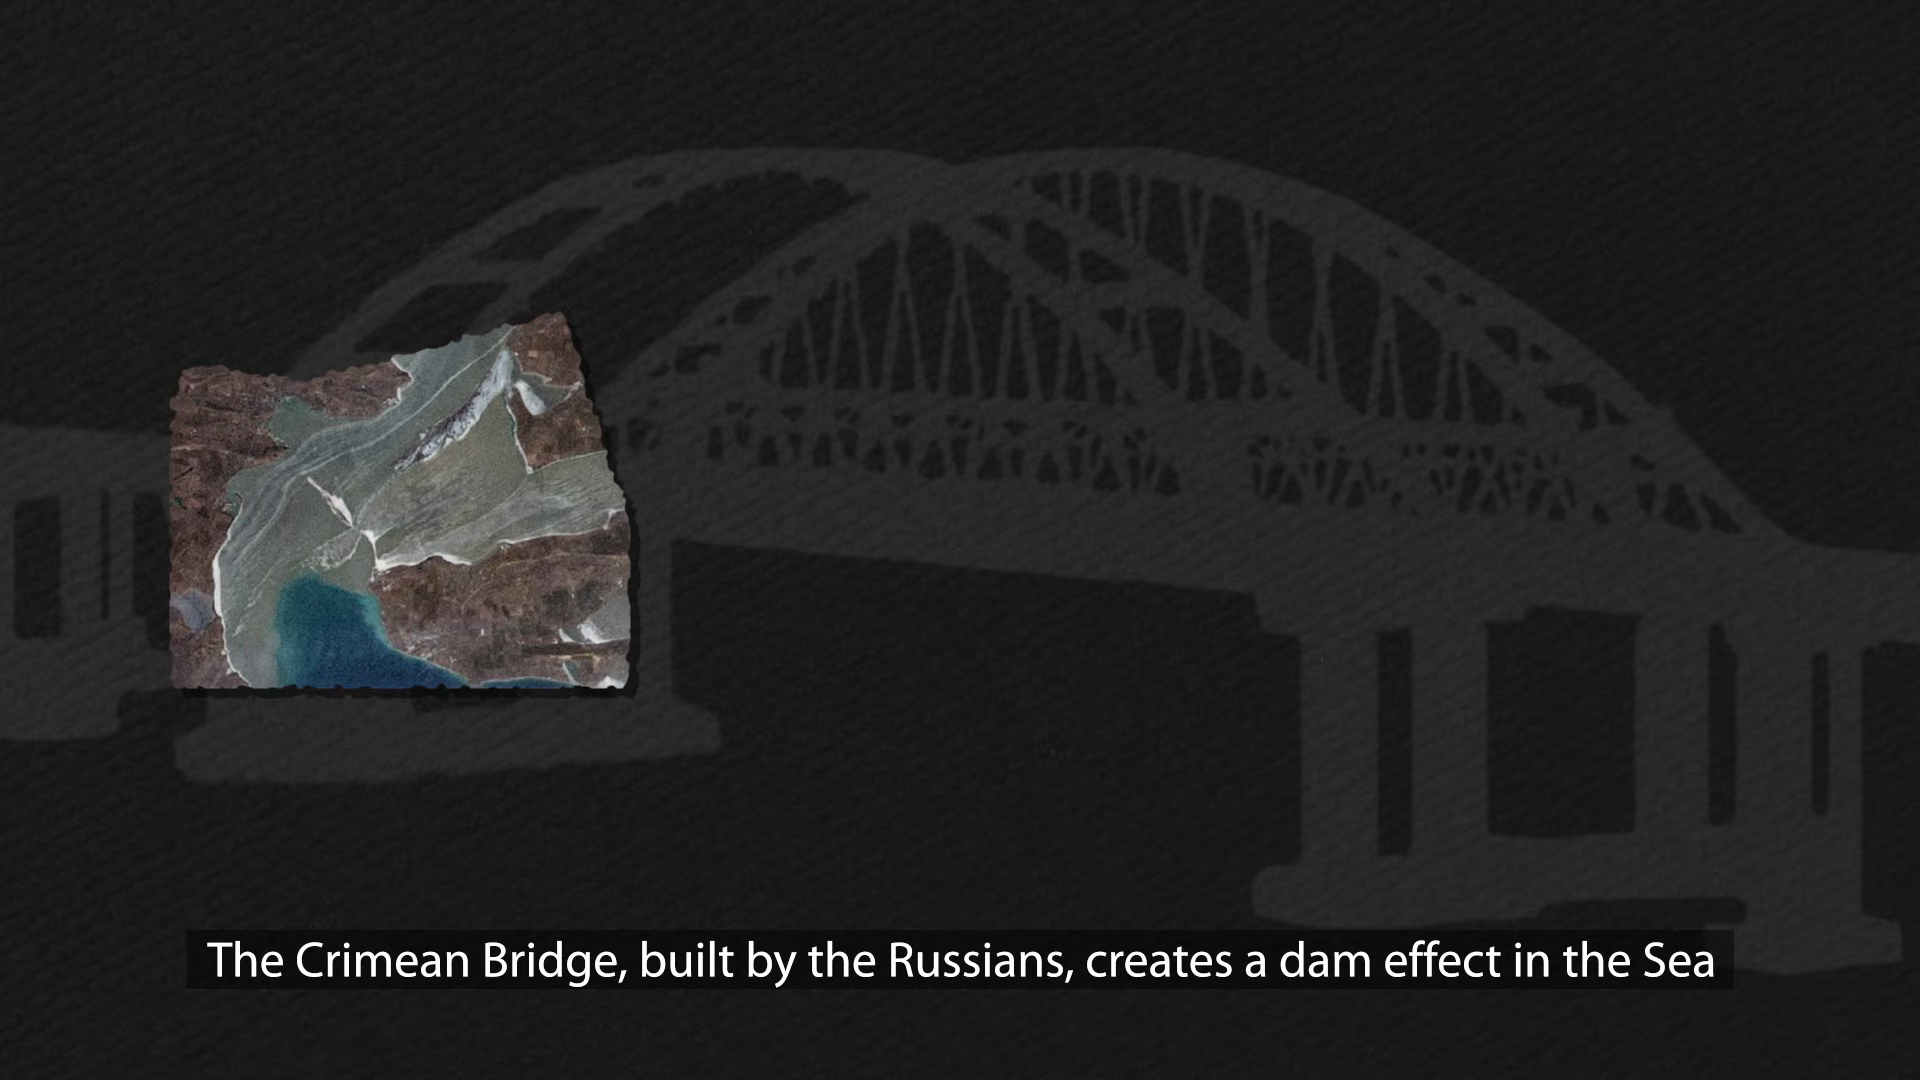 The Crimean Bridge, built by the Russians, creates a dam effect in the Sea